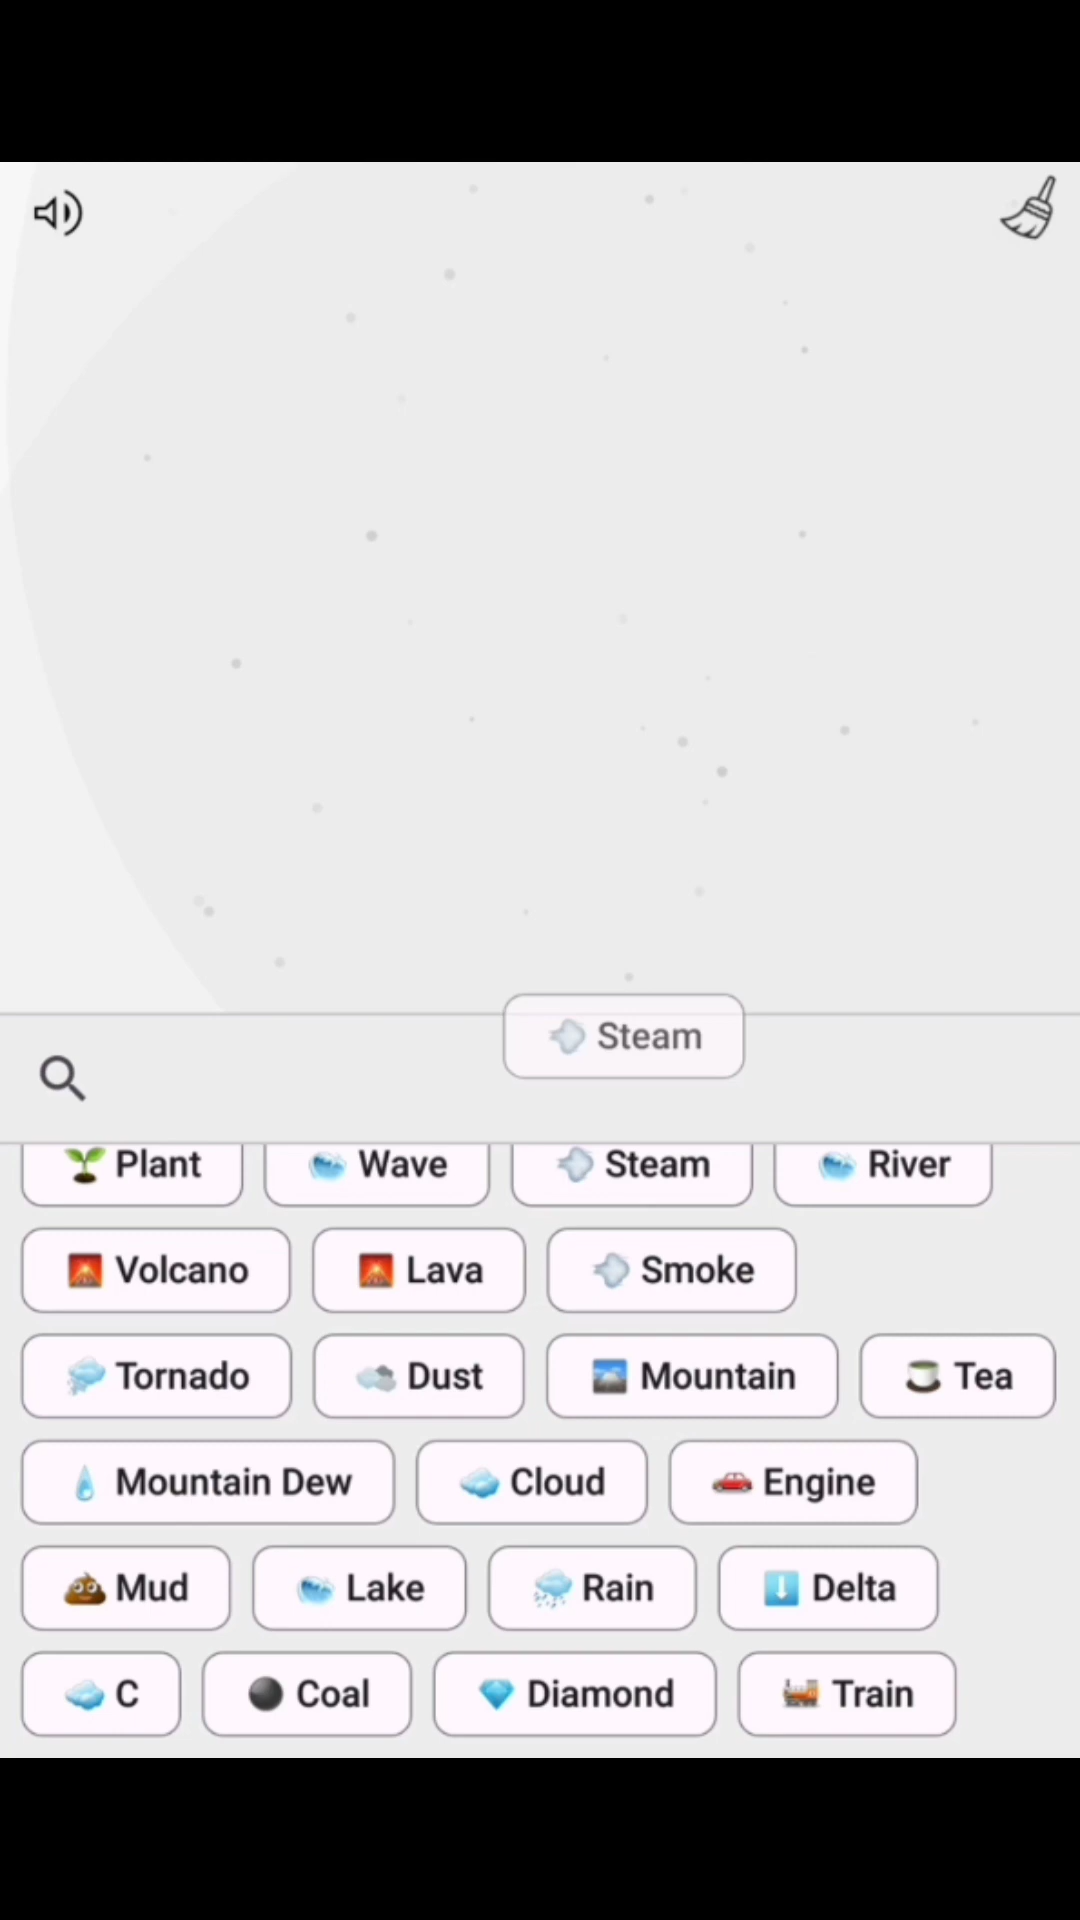 Steam
Plant Wave Steam River
Volcano Lava Smoke
Tornado Dust Mountain Tea
Mountain Dew Cloud Engine
Mud Lake Rain Delta
C Coal Diamond Train